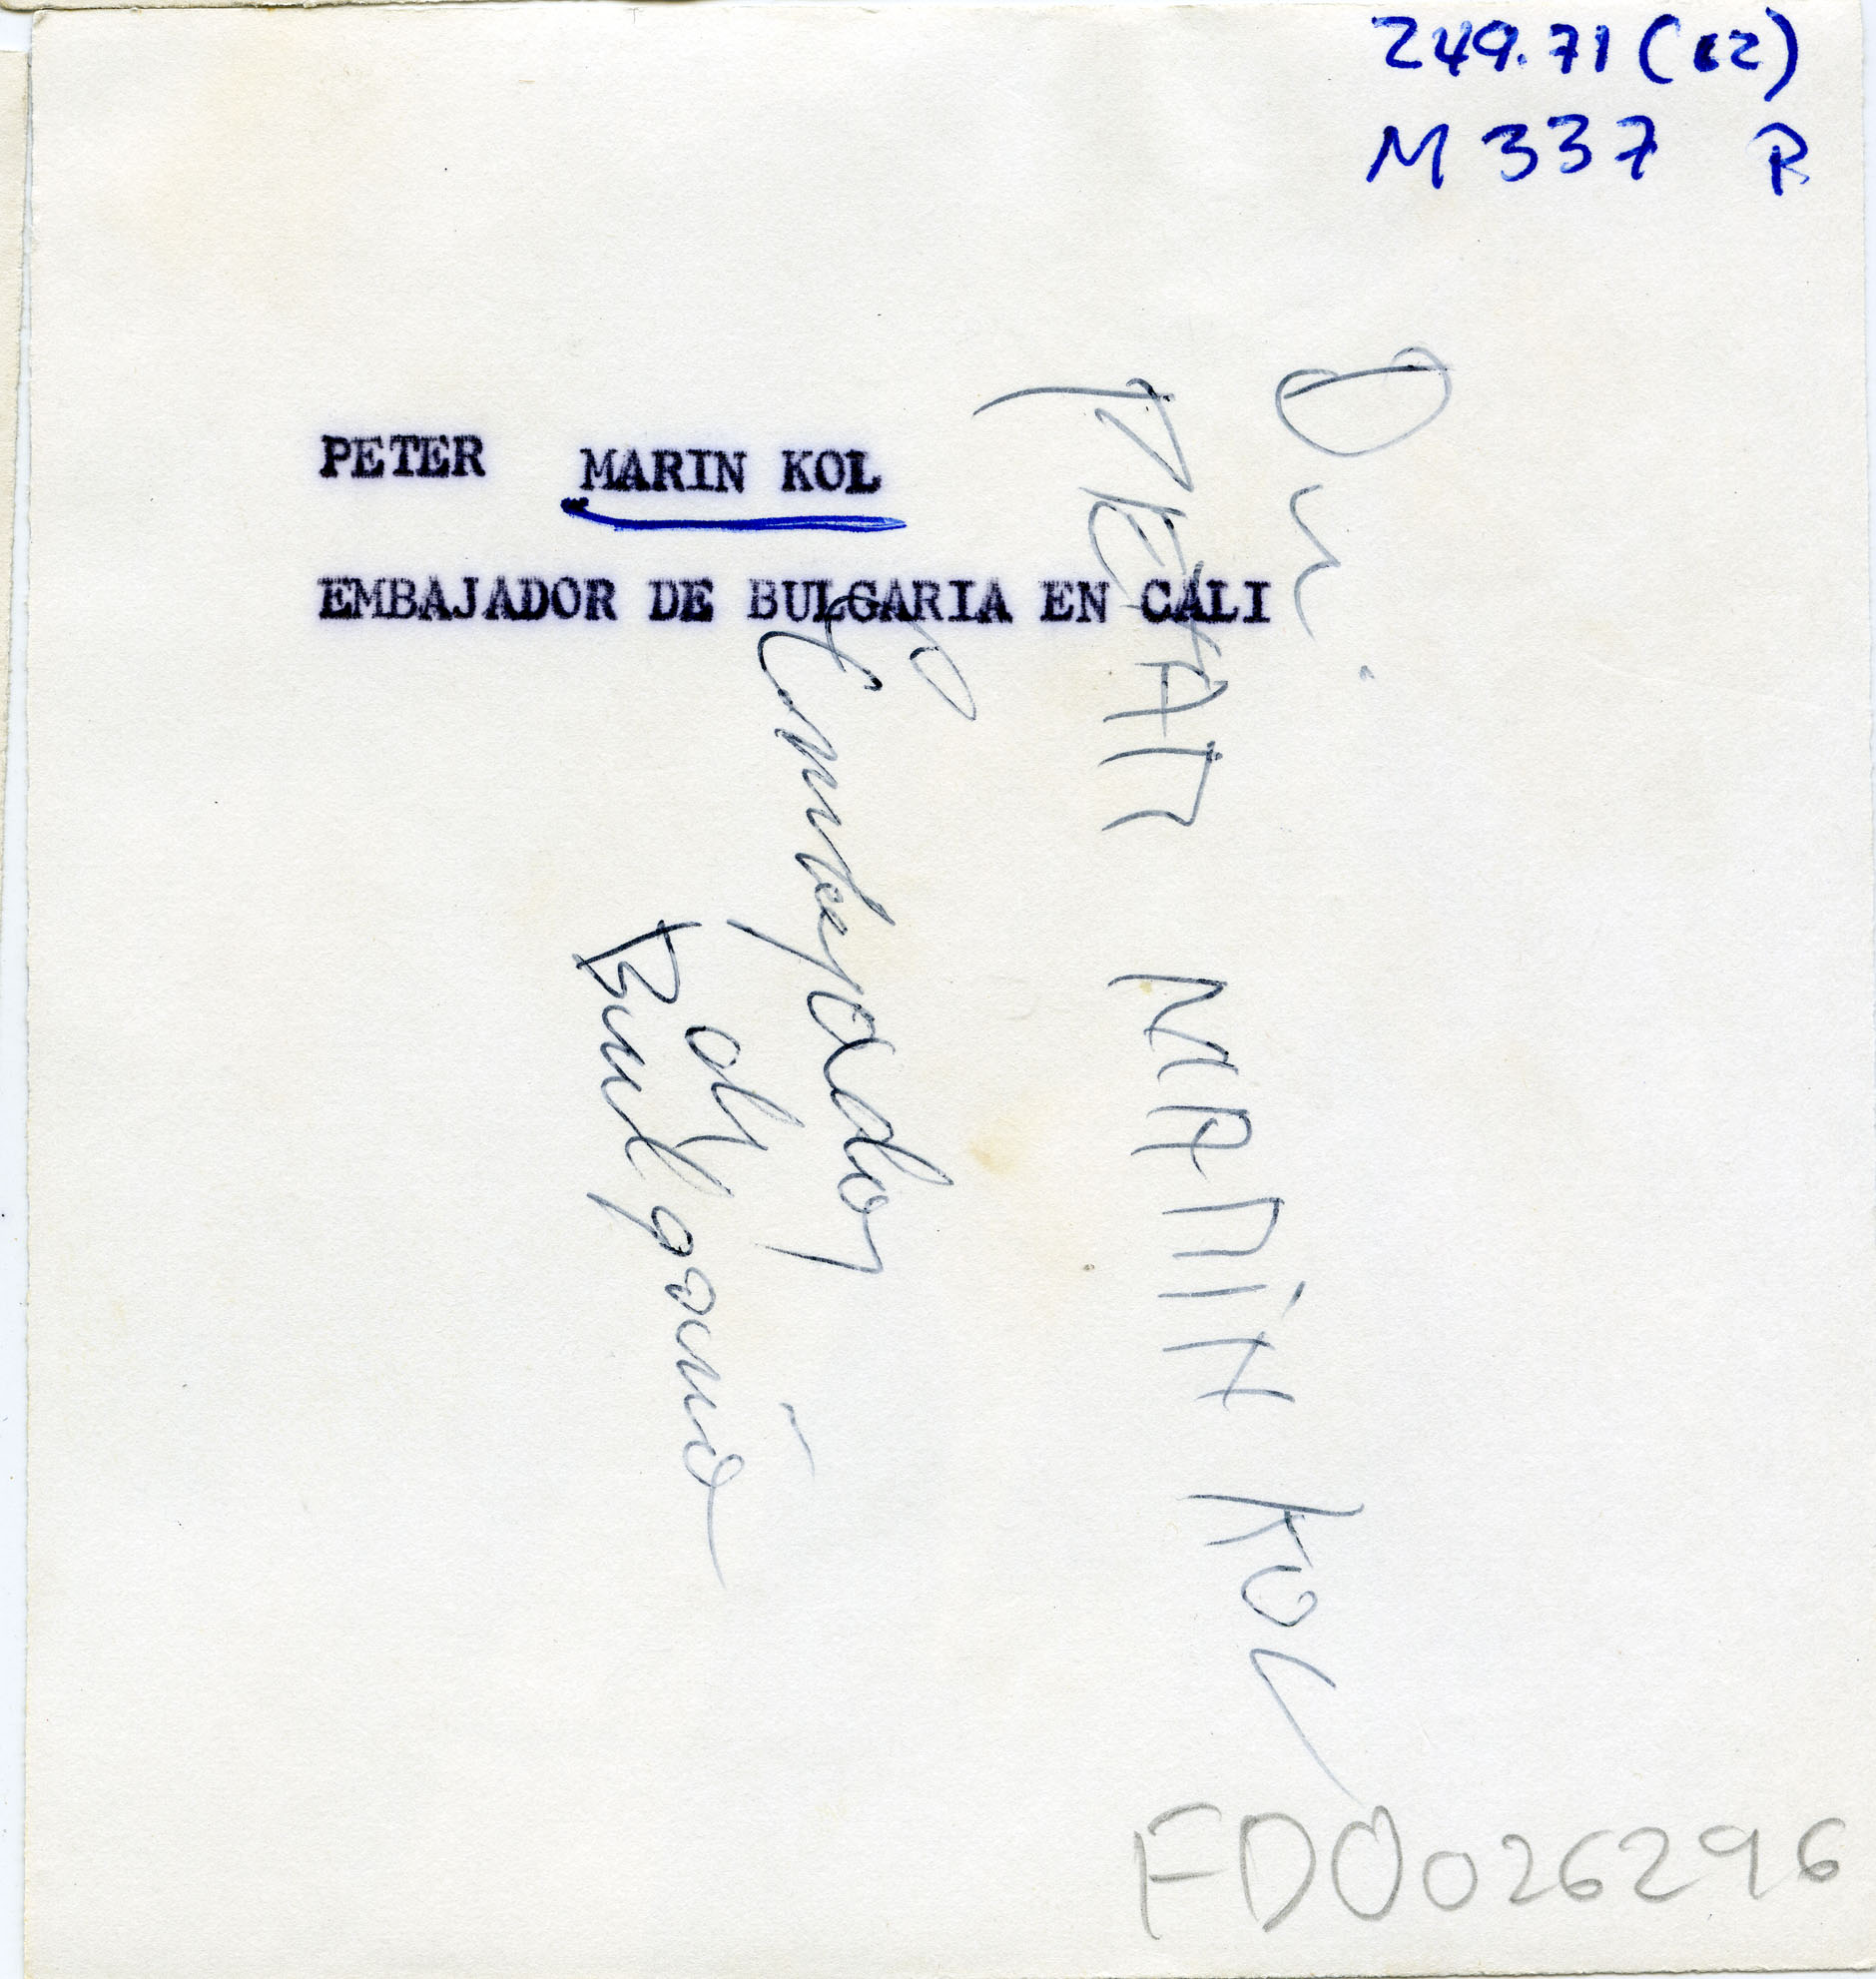 249.71 (12)
M 337 R
PETER MARIN KOL
EMBAJADOR DE BULGARIA EN CALI
Dr.
PETAR MARIN KOL
Embajador
de
Bulgaria
FD0026296